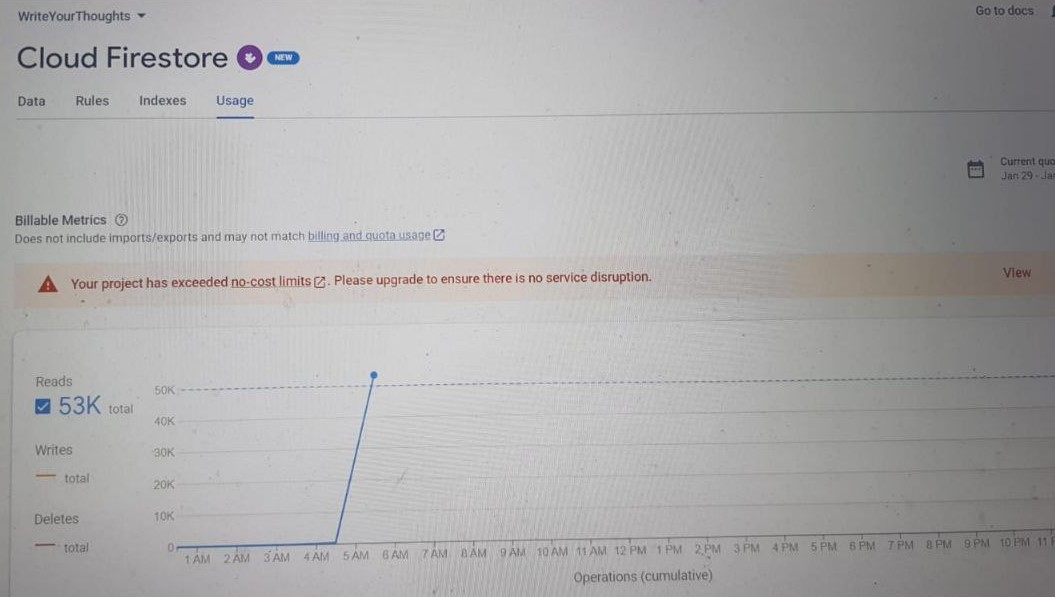 WriteYourThoughts
Go to docs
Cloud Firestore NEW
Data Rules Indexes Usage
Current quo
Jan 29 - Ja
Billable Metrics
Does not include imports/exports and may not match billing and quota usage
Your project has exceeded no-cost limits. Please upgrade to ensure there is no service disruption.
View
Reads
53K total
Writes
total
Deletes
total
50K
40K
30K
20K
10K
0
1 AM 2 AM 3 AM 4 AM 5 AM 6 AM 7 AM 8 AM 9 AM 10 AM 11 AM 12 PM 1 PM 2 PM 3 PM 4 PM 5 PM 6 PM 7 PM 8 PM 9 PM 10 PM 11 P
Operations (cumulative)